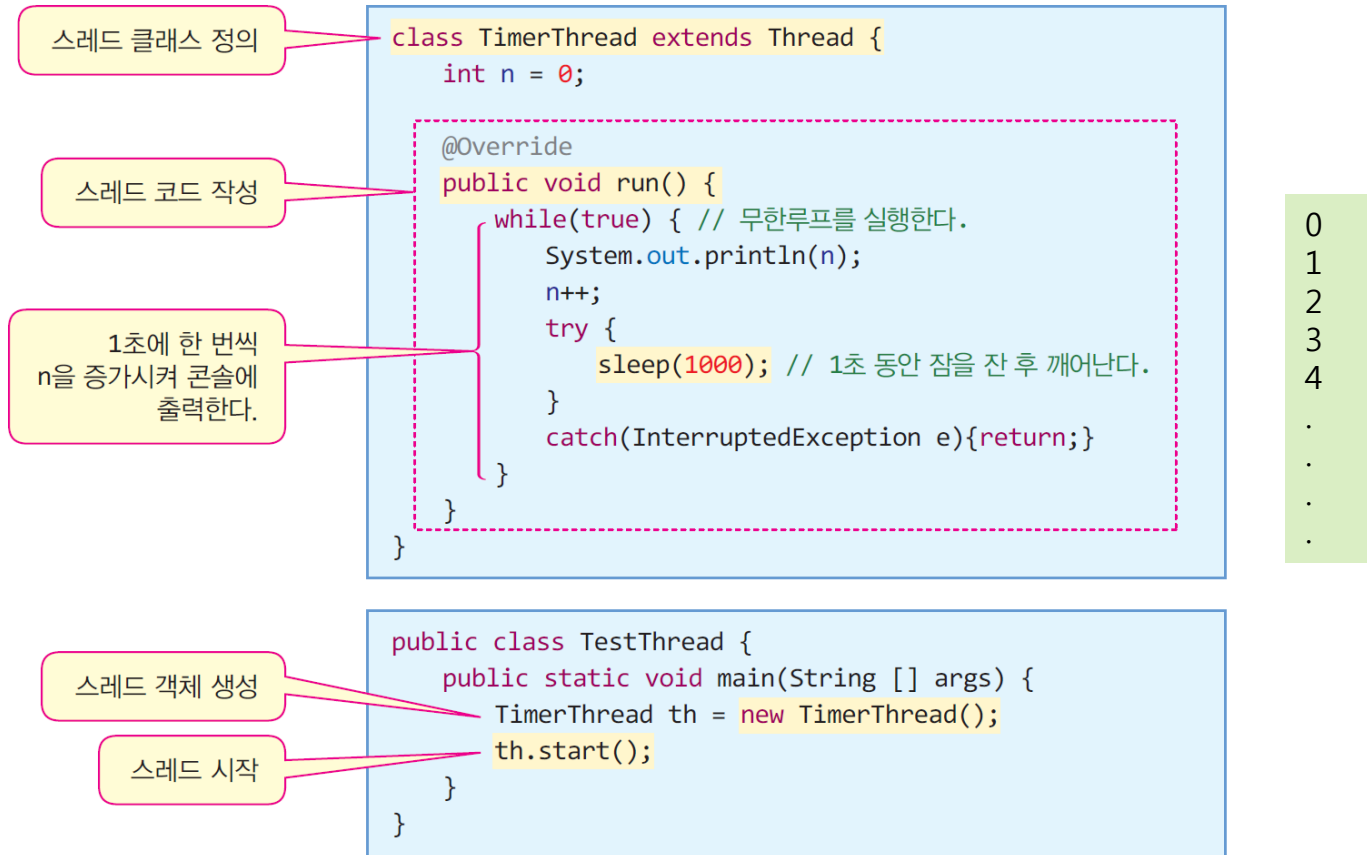 스레드 클래스 정의
class TimerThread extends Thread {
int n = 0;
@Override
스레드 코드 작성
public void run() {
while(true) { // 무한루프를 실행한다.
System.out.println(n);
n++;
try {
1초에 한 번씩
n을 증가시켜 콘솔에
출력한다.
sleep(1000); // 1초 동안 잠을 잔 후 깨어난다.
}
catch(InterruptedException e){return;}
}
}
}
0
1
2
3
4
.
.
.
.
public class TestThread {
public static void main(String [] args) {
스레드 객체 생성
TimerThread th = new TimerThread();
스레드 시작
th.start();
}
}